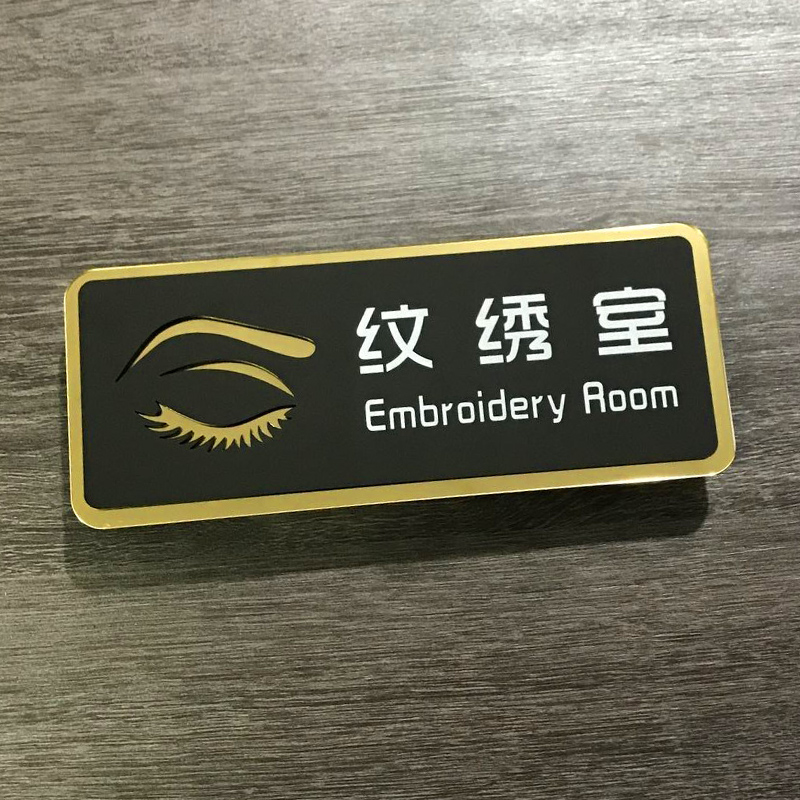 纹绣室
Embroidery Room